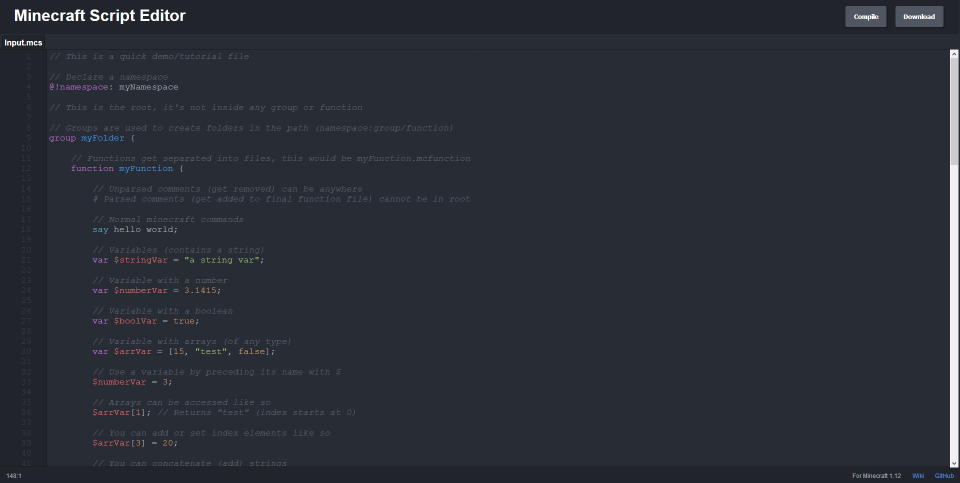 Minecraft Script Editor
Compile
Download
Input.mcs
1 // This is a quick demo/tutorial file
2
3 // Declare a namespace
4 @!namespace: myNamespace
5
6 // This is the root, it's not inside any group or function
7
8 // Groups are used to create folders in the path (namespace:group/function)
9 group myFolder {
10
11 // Functions get separated into files, this would be myFunction.mcfunction
12 function myFunction {
13
14 // Unparsed comments (get removed) can be anywhere
15 # Parsed comments (get added to final function file) cannot be in root
16
17 // Normal minecraft commands
18 say hello world;
19
20 // Variables (contains a string)
21 var $stringVar = "a string var";
22
23 // Variable with a number
24 var $numberVar = 3.1415;
25
26 // Variable with a boolean
27 var $boolVar = true;
28
29 // Variable with arrays (of any type)
30 var $arrVar = [15, "test", false];
31
32 // Use a variable by preceding its name with $
33 $numberVar = 3;
34
35 // Arrays can be accessed like so
36 $arrVar[1]; // Returns "test" (index starts at 0)
37
38 // You can add or set index elements like so
39 $arrVar[3] = 20;
40
41 // You can concatenate (add) strings
148:1
For Minecraft 1.12
Wiki
GitHub